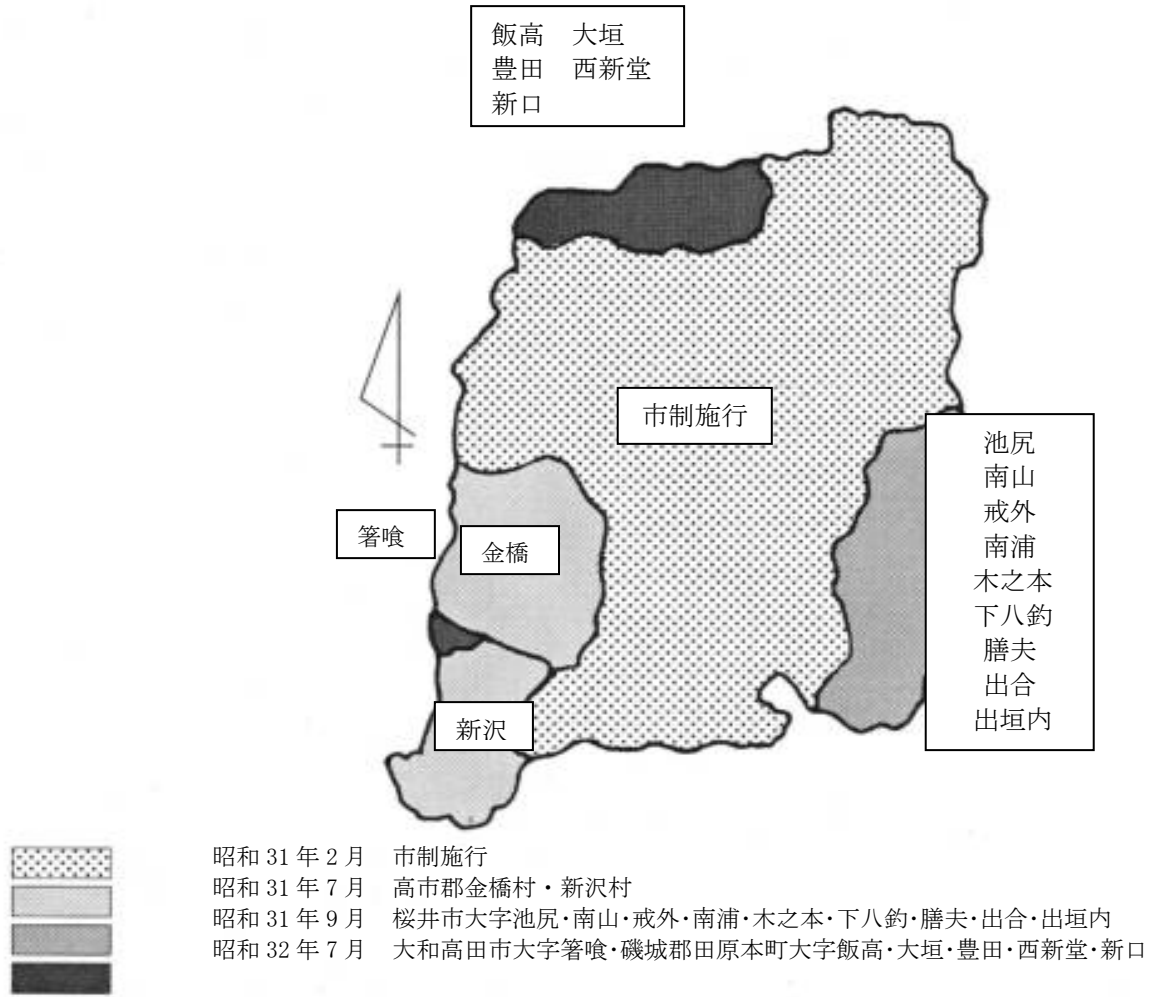 飯高 大垣
豊田 西新堂
新口
市制施行
池尻
南山
戒外
南浦
木之本
下八釣
膳夫
出合
出垣内
箸喰
金橋
新沢
昭和 31 年 2 月 市制施行
昭和 31 年 7 月 高市郡金橋村・新沢村
昭和 31 年 9 月 桜井市大字池尻・南山・戒外・南浦・木之本・下八釣・膳夫・出合・出垣内
昭和 32 年 7 月 大和高田市大字箸喰・磯城郡田原本町大字飯高・大垣・豊田・西新堂・新口